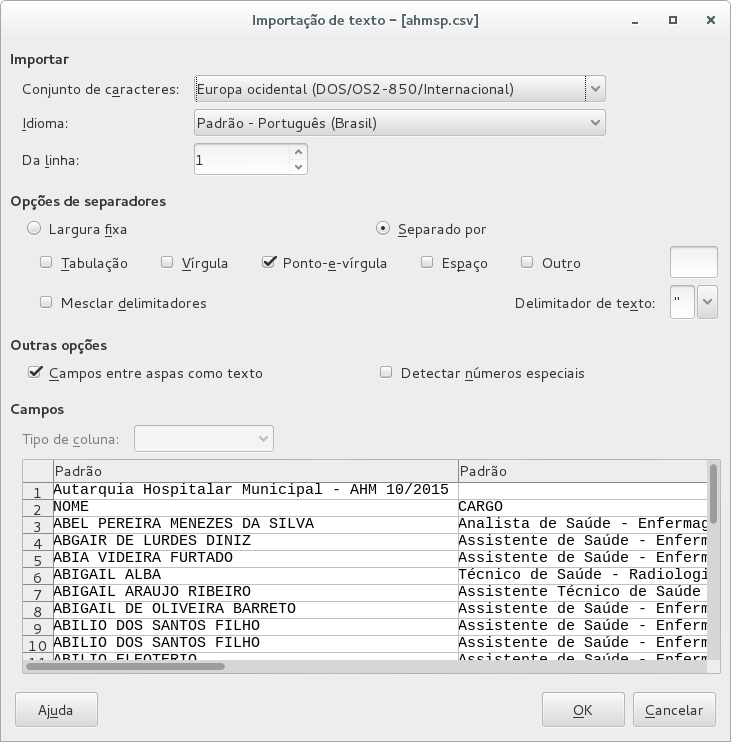 Importação de texto – [ahmsp.csv]
Importar
Conjunto de caracteres: Europa ocidental (DOS/OS2-850/Internacional)
Idioma: Padrão - Português (Brasil)
Da linha: 1
Opções de separadores
Largura fixa Separado por
Tabulação Vírgula Ponto-e-vírgula Espaço Outro
Mesclar delimitadores Delimitador de texto: "
Outras opções
Campos entre aspas como texto Detectar números especiais
Campos
Tipo de coluna:
Padrão Padrão
1 Autarquia Hospitalar Municipal - AHM 10/2015
2 NOME CARGO
3 ABEL PEREIRA MENEZES DA SILVA Analista de Saúde - Enfermag
4 ABGAIR DE LURDES DINIZ Assistente de Saúde - Enferm
5 ABIA VIDEIRA FURTADO Assistente de Saúde - Enferm
6 ABIGAIL ALBA Técnico de Saúde - Radiologi
7 ABIGAIL ARAUJO RIBEIRO Assistente Técnico de Saúde
8 ABIGAIL DE OLIVEIRA BARRETO Assistente de Saúde - Enferm
9 ABILIO DOS SANTOS FILHO Assistente de Saúde - Enferm
10 ABILIO DOS SANTOS FILHO Assistente de Saúde - Enferm
11 ABILIO ELEOTERIO Assistente de Saúde - Enferm
Ajuda OK Cancelar